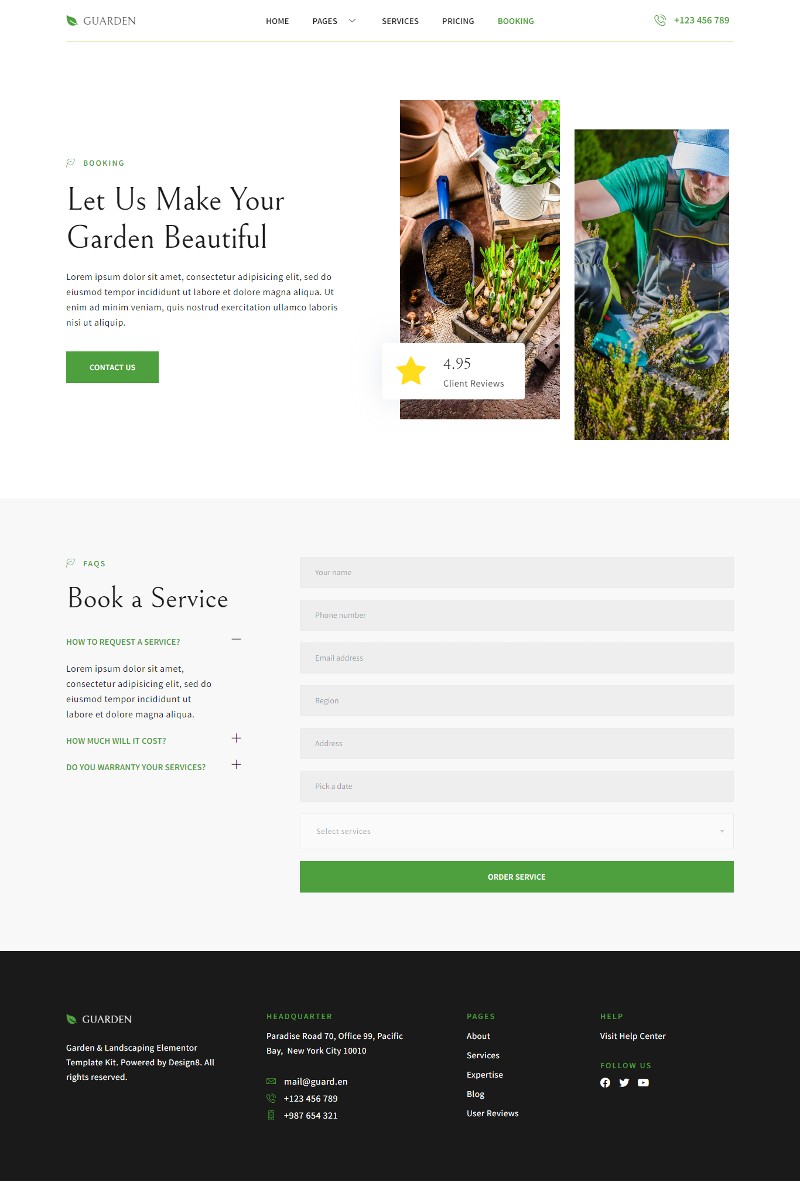 GUARDEN
HOME PAGES SERVICES PRICING BOOKING
+123 456 789
BOOKING
Let Us Make Your
Garden Beautiful
Lorem ipsum dolor sit amet, consectetur adipisicing elit, sed do
eiusmod tempor incididunt ut labore et dolore magna aliqua. Ut
enim ad minim veniam, quis nostrud exercitation ullamco laboris
nisi ut aliquip.
CONTACT US
4.95
Client Reviews
FAQS
Book a Service
HOW TO REQUEST A SERVICE?
Lorem ipsum dolor sit amet,
consectetur adipisicing elit, sed do
eiusmod tempor incididunt ut
labore et dolore magna aliqua.
HOW MUCH WILL IT COST?
DO YOU WARRANTY YOUR SERVICES?
Your name
Phone number
Email address
Region
Address
Pick a date
Select services
ORDER SERVICE
GUARDEN
Garden & Landscaping Elementor
Template Kit. Powered by Design8. All
rights reserved.
HEADQUARTER
Paradise Road 70, Office 99, Pacific
Bay, New York City 10010
mail@guard.en
+123 456 789
+987 654 321
PAGES
About
Services
Expertise
Blog
User Reviews
HELP
Visit Help Center
FOLLOW US